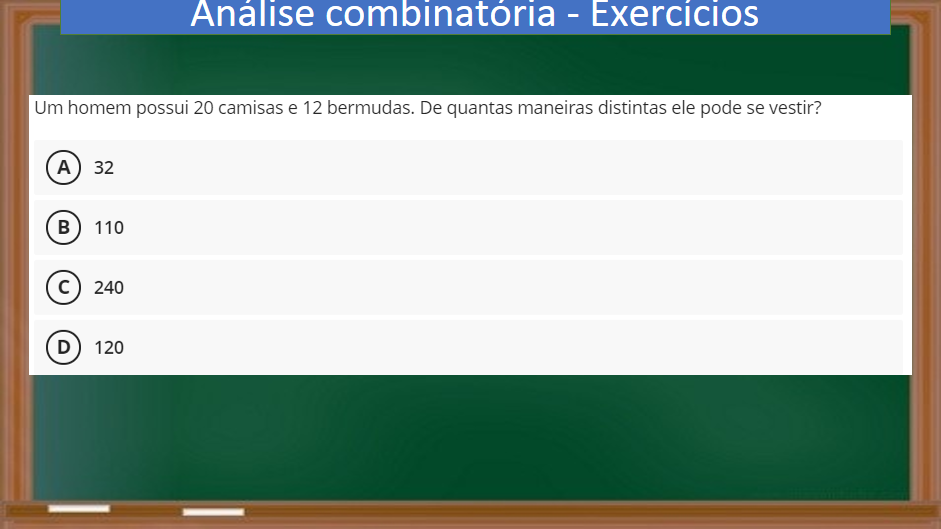 Análise combinatória - Exercícios
Um homem possui 20 camisas e 12 bermudas. De quantas maneiras distintas ele pode se vestir?
A 32
B 110
C 240
D 120